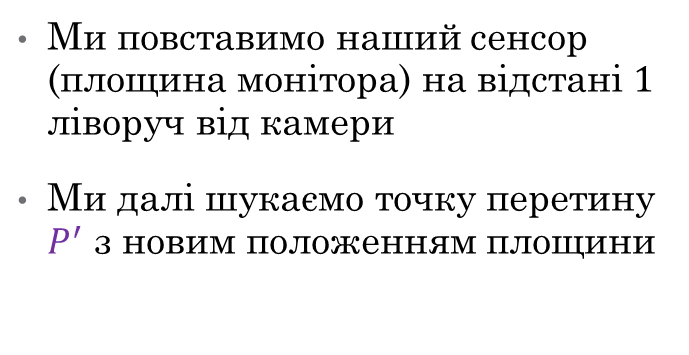 • Ми повставимо наший сенсор
(площина монітора) на відстані 1
ліворуч від камери
• Ми далі шукаємо точку перетину
P′ з новим положенням площини